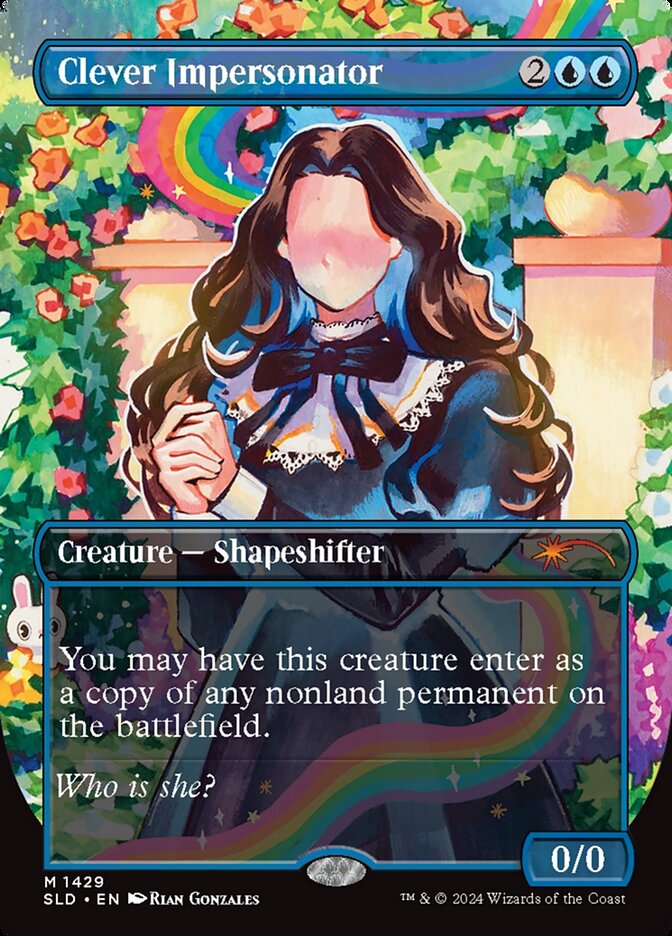 Clever Impersonator 2
Creature — Shapeshifter
You may have this creature enter as
a copy of any nonland permanent on
the battlefield.
Who is she?
0/0
M 1429
SLD • EN Rian Gonzales
™ & © 2024 Wizards of the Coast